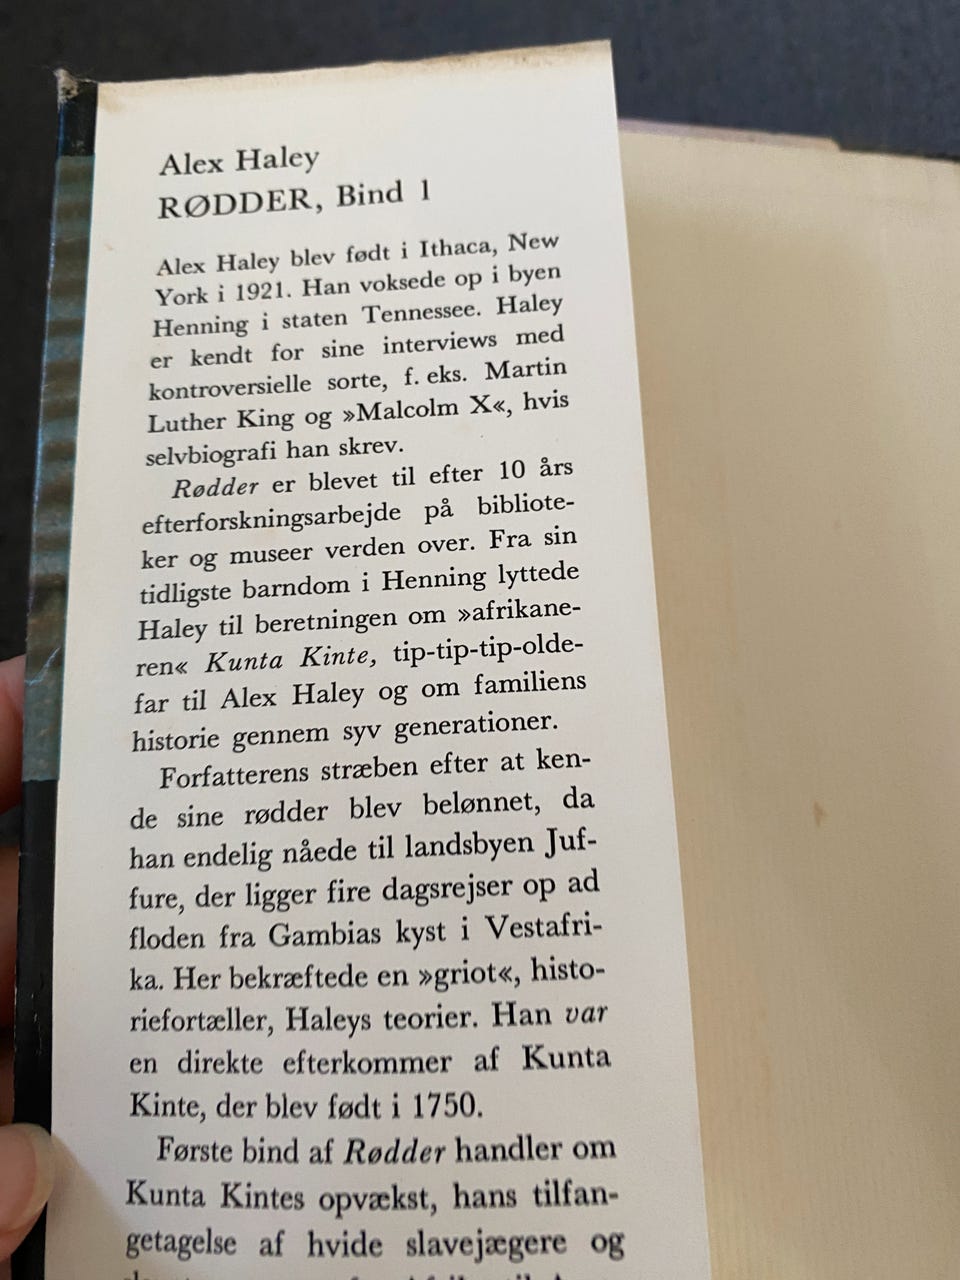 Alex Haley
RØDDER, Bind 1
Alex Haley blev født i Ithaca, New
York i 1921. Han voksede op i byen
Henning i staten Tennessee. Haley
er kendt for sine interviews med
kontroversielle sorte, f. eks. Martin
Luther King og »Malcolm X«, hvis
selvbiografi han skrev.
Rødder er blevet til efter 10 års
efterforskningsarbejde på bibliote-
ker og museer verden over. Fra sin
tidligste barndom i Henning lyttede
Haley til beretningen om »afrikane-
ren« Kunta Kinte, tip-tip-tip-olde-
far til Alex Haley og om familiens
historie gennem syv generationer.
Forfatterens stræben efter at ken-
de sine rødder blev belønnet, da
han endelig nåede til landsbyen Juf-
fure, der ligger fire dagsrejser op ad
floden fra Gambias kyst i Vestafri-
ka. Her bekræftede en »griot«, histo-
riefortæller, Haleys teorier. Han var
en direkte efterkommer af Kunta
Kinte, der blev født i 1750.
Første bind af Rødder handler om
Kunta Kintes opvækst, hans tilfan-
getagelse af hvide slavejægere og